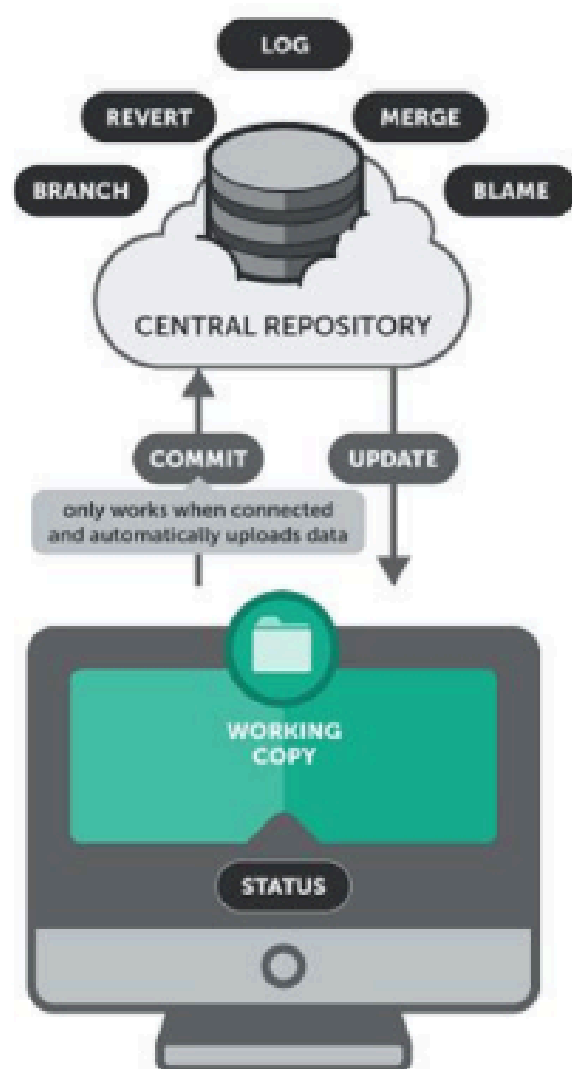 LOG
REVERT
MERGE
BRANCH
BLAME
CENTRAL REPOSITORY
COMMIT
UPDATE
only works when connected
and automatically uploads data
WORKING
COPY
STATUS